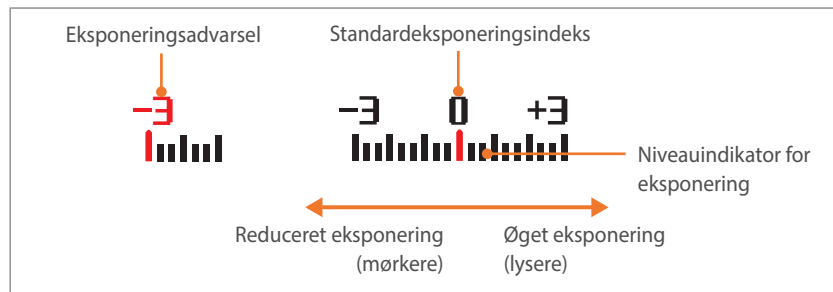 Eksponeringsadvarsel
Standardeksponeringsindeks
−3
−3 0 +3
Niveauindikator for
eksponering
Reduceret eksponering
(mørkere)
Øget eksponering
(lysere)